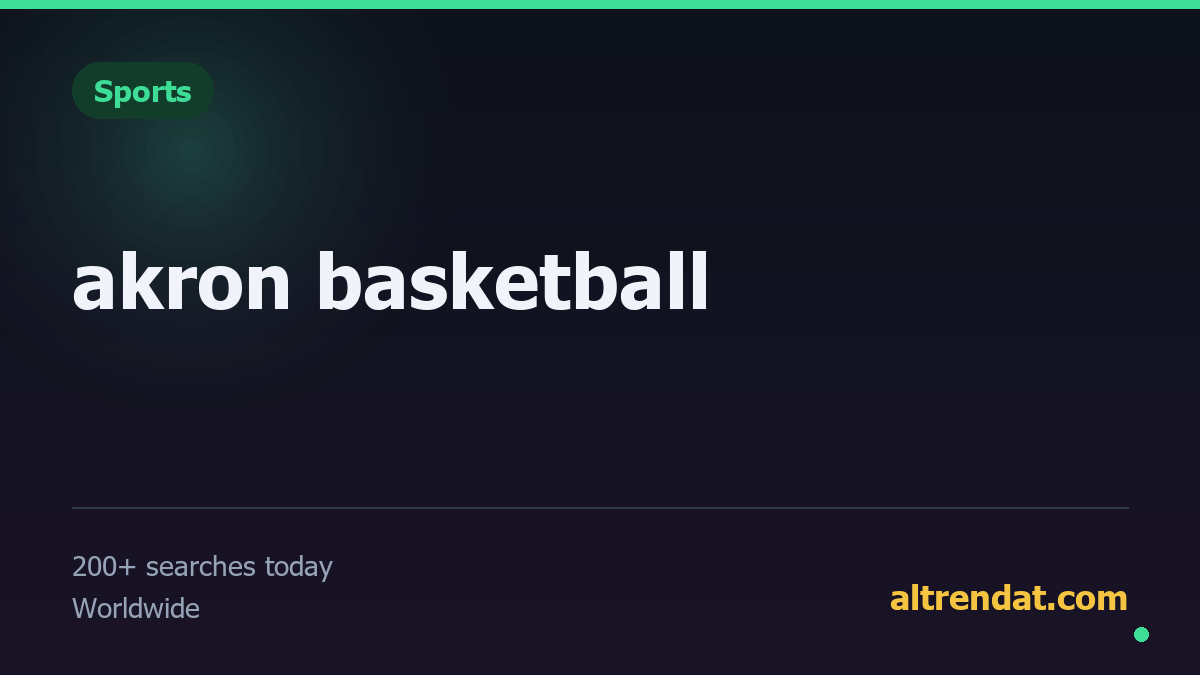 Sports
akron basketball
200+ searches today
Worldwide
altrendat.com